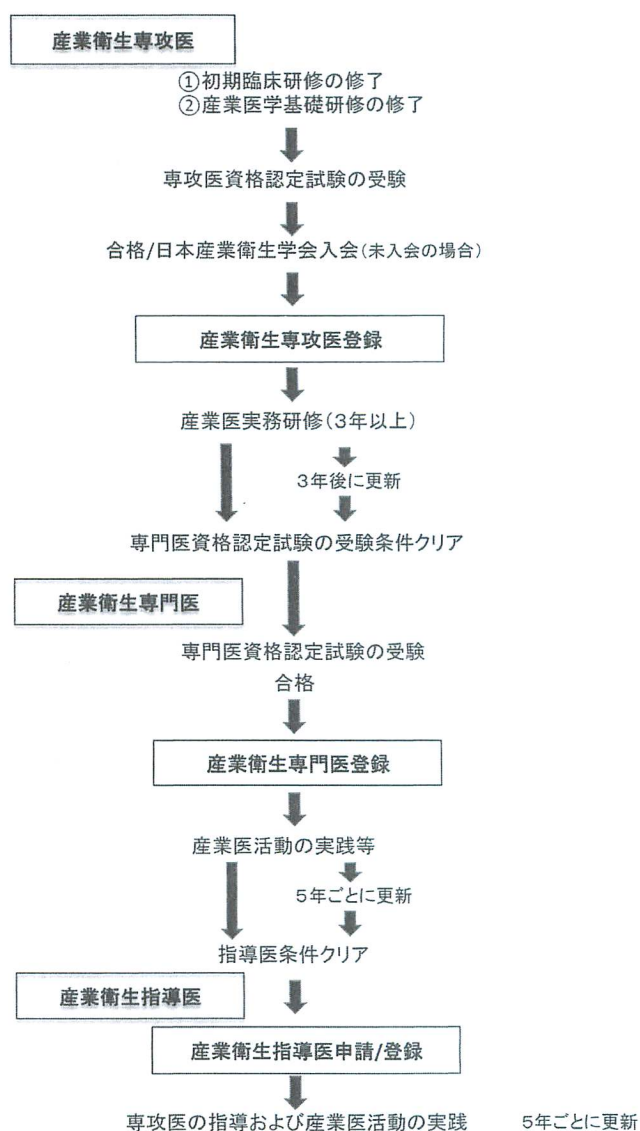 産業衛生専攻医
①初期臨床研修の修了
②産業医学基礎研修の修了
専攻医資格認定試験の受験
合格/日本産業衛生学会入会(未入会の場合)
産業衛生専攻医登録
産業医実務研修(3年以上)
3年後に更新
専門医資格認定試験の受験条件クリア
産業衛生専門医
専門医資格認定試験の受験
合格
産業衛生専門医登録
産業医活動の実践等
5年ごとに更新
指導医条件クリア
産業衛生指導医
産業衛生指導医申請/登録
専攻医の指導および産業医活動の実践 5年ごとに更新